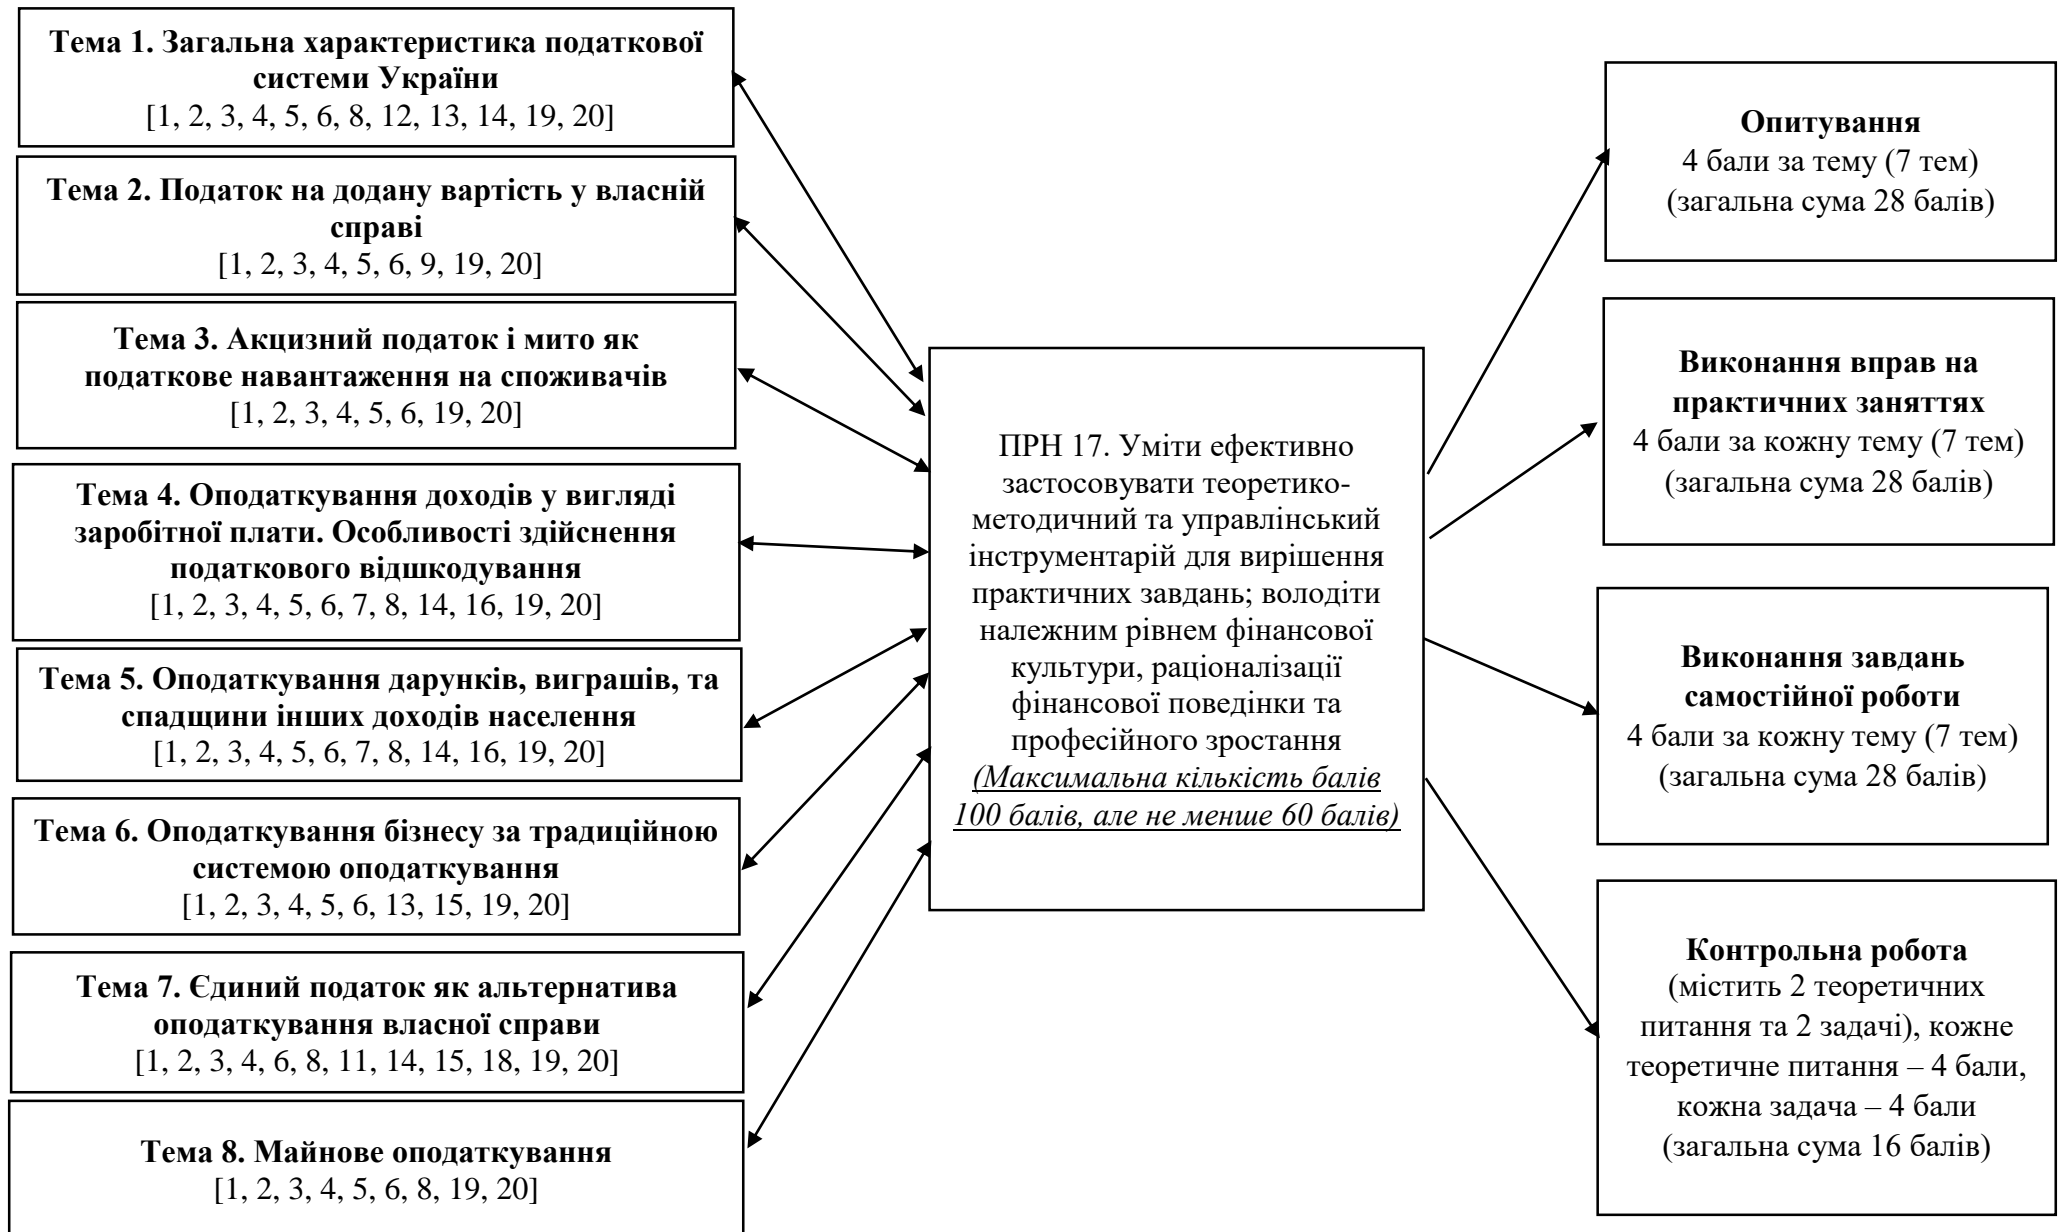 Тема 1. Загальна характеристика податкової
системи України
[1, 2, 3, 4, 5, 6, 8, 12, 13, 14, 19, 20]
Тема 2. Податок на додану вартість у власній
справі
[1, 2, 3, 4, 5, 6, 9, 19, 20]
Тема 3. Акцизний податок і мито як
податкове навантаження на споживачів
[1, 2, 3, 4, 5, 6, 19, 20]
Тема 4. Оподаткування доходів у вигляді
заробітної плати. Особливості здійснення
податкового відшкодування
[1, 2, 3, 4, 5, 6, 7, 8, 14, 16, 19, 20]
Тема 5. Оподаткування дарунків, виграшів, та
спадщини інших доходів населення
[1, 2, 3, 4, 5, 6, 7, 8, 14, 16, 19, 20]
Тема 6. Оподаткування бізнесу за традиційною
системою оподаткування
[1, 2, 3, 4, 5, 6, 13, 15, 19, 20]
Тема 7. Єдиний податок як альтернатива
оподаткування власної справи
[1, 2, 3, 4, 6, 8, 11, 14, 15, 18, 19, 20]
Тема 8. Майнове оподаткування
[1, 2, 3, 4, 5, 6, 8, 19, 20]
ПРН 17. Уміти ефективно
застосовувати теоретико-
методичний та управлінський
інструментарій для вирішення
практичних завдань; володіти
належним рівнем фінансової
культури, раціоналізації
фінансової поведінки та
професійного зростання
(Максимальна кількість балів
100 балів, але не менше 60 балів)
Опитування
4 бали за тему (7 тем)
(загальна сума 28 балів)
Виконання вправ на
практичних заняттях
4 бали за кожну тему (7 тем)
(загальна сума 28 балів)
Виконання завдань
самостійної роботи
4 бали за кожну тему (7 тем)
(загальна сума 28 балів)
Контрольна робота
(містить 2 теоретичних
питання та 2 задачі), кожне
теоретичне питання – 4 бали,
кожна задача – 4 бали
(загальна сума 16 балів)